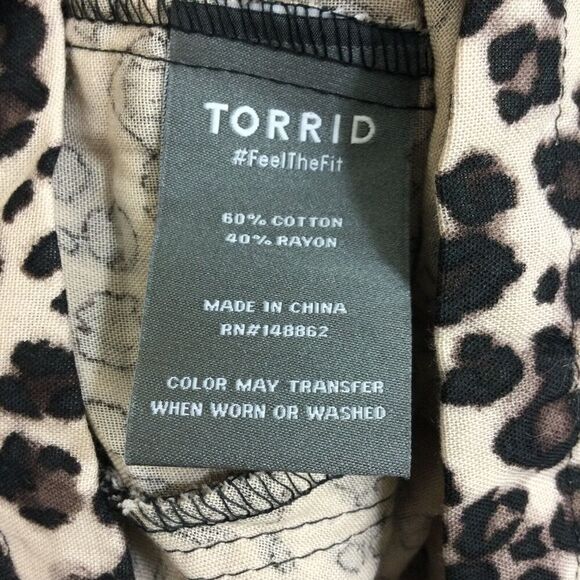 TORRID
#FeelTheFit
60% COTTON
40% RAYON
MADE IN CHINA
RN#148862
COLOR MAY TRANSFER
WHEN WORN OR WASHED